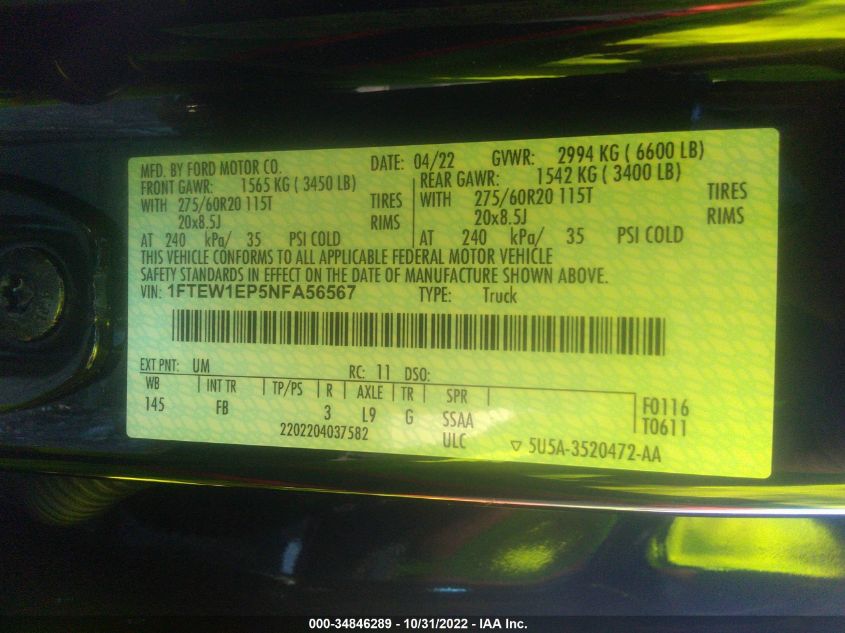 MFD. BY FORD MOTOR CO. DATE: 04/22 GVWR: 2994 KG ( 6600 LB)
FRONT GAWR: 1565 KG ( 3450 LB) REAR GAWR: 1542 KG ( 3400 LB)
WITH 275/60R20 115T TIRES WITH 275/60R20 115T TIRES
20x8.5J RIMS 20x8.5J RIMS
AT 240 kPa/ 35 PSI COLD AT 240 kPa/ 35 PSI COLD
THIS VEHICLE CONFORMS TO ALL APPLICABLE FEDERAL MOTOR VEHICLE
SAFETY STANDARDS IN EFFECT ON THE DATE OF MANUFACTURE SHOWN ABOVE.
VIN: 1FTEW1EP5NFA56567 TYPE: Truck
EXT PNT: UM RC: 11 DSO:
WB INT TR TP/PS R AXLE TR SPR
145 FB 3 L9 G SSAA F0116
2202204037582 ULC T0611
5U5A-3520472-AA
000-34846289 - 10/31/2022 - IAA Inc.